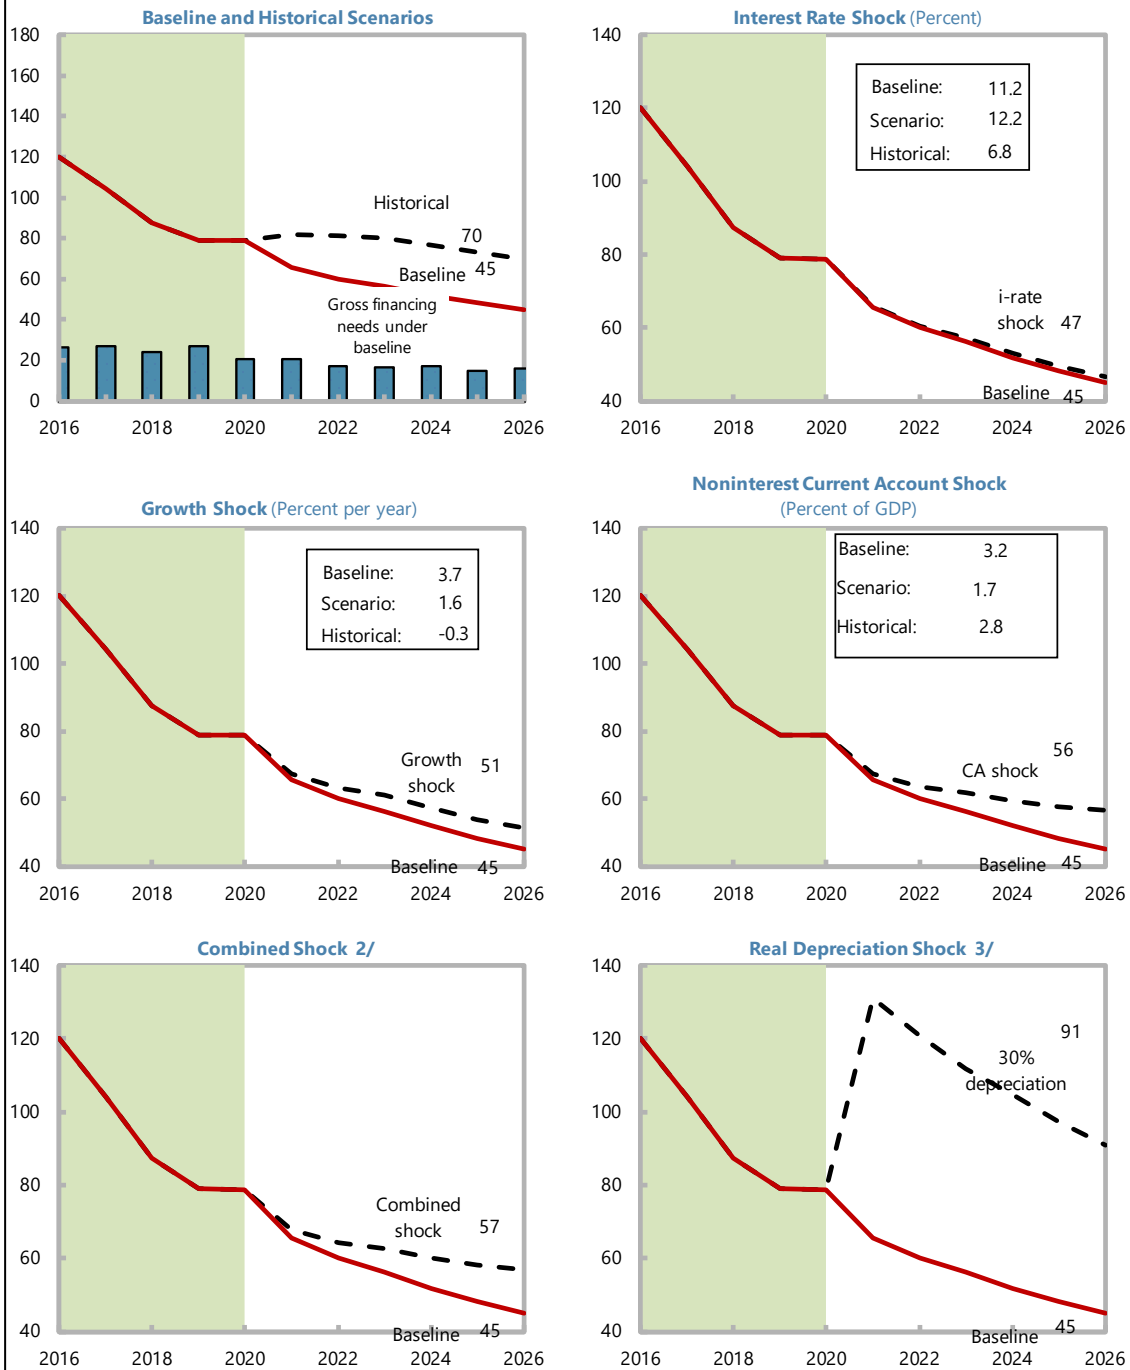 Baseline and Historical Scenarios
180
160
140
120
100
80
60
40
20
0
Historical
70
Baseline 45
Gross financing
needs under
baseline
2016 2018 2020 2022 2024 2026
Interest Rate Shock (Percent)
140
120
100
80
60
40
Baseline: 11.2
Scenario: 12.2
Historical: 6.8
i-rate
shock 47
Baseline 45
2016 2018 2020 2022 2024 2026
Growth Shock (Percent per year)
140
120
100
80
60
40
Baseline: 3.7
Scenario: 1.6
Historical: -0.3
Growth
shock 51
Baseline 45
2016 2018 2020 2022 2024 2026
Noninterest Current Account Shock
(Percent of GDP)
140
120
100
80
60
40
Baseline: 3.2
Scenario: 1.7
Historical: 2.8
56
CA shock
Baseline 45
2016 2018 2020 2022 2024 2026
Combined Shock 2/
140
120
100
80
60
40
Combined
shock 57
Baseline 45
2016 2018 2020 2022 2024 2026
Real Depreciation Shock 3/
140
120
100
80
60
40
91
30%
depreciation
Baseline 45
2016 2018 2020 2022 2024 2026